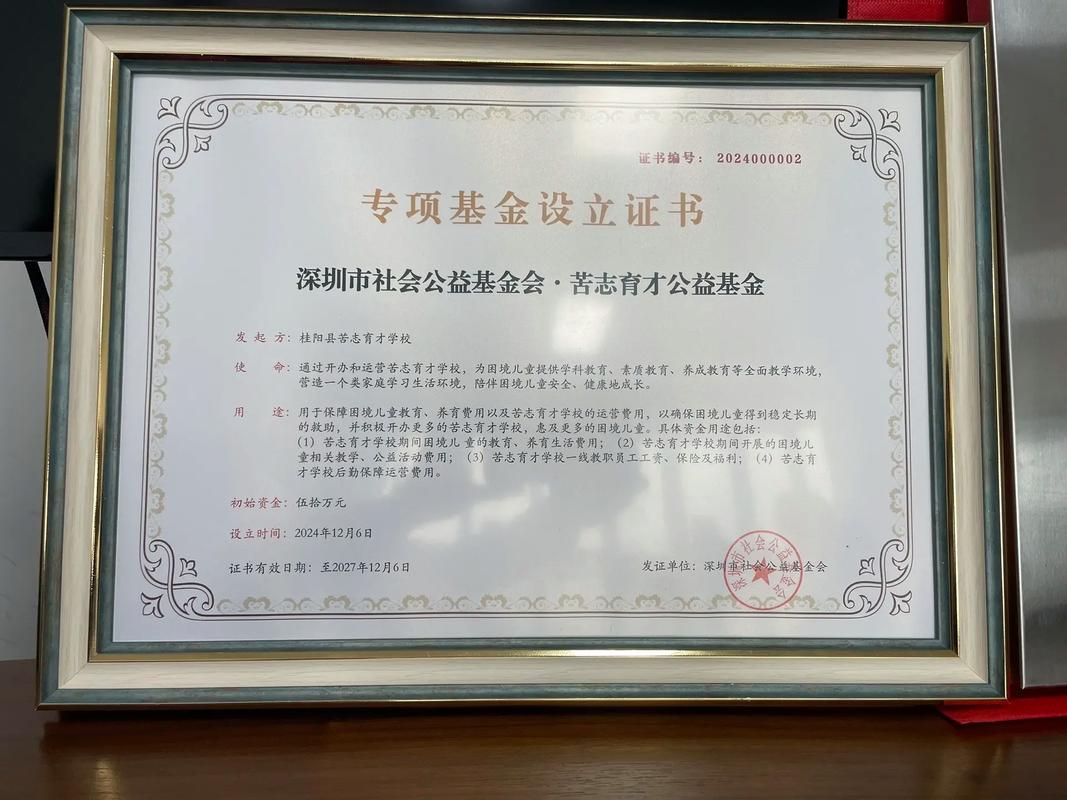 证书编号： 2024000002
专项基金设立证书
深圳市社会公益基金会·苦志育才公益基金
发起方：桂阳县苦志育才学校
使命：通过开办和运营苦志育才学校，为困境儿童提供学科教育、素质教育、养成教育等全面教学环境，
营造一个类家庭学习生活环境，陪伴困境儿童安全、健康地成长。
用途：用于保障困境儿童教育、养育费用以及苦志育才学校的运营费用，以确保困境儿童得到稳定长期
的救助，并积极开办更多的苦志育才学校，惠及更多的困境儿童。具体资金用途包括：
（1）苦志育才学校期间困境儿童的教育、养育生活费用；（2）苦志育才学校期间开展的困境儿
童相关教学、公益活动费用；（3）苦志育才学校一线教职员工工资、保险及福利；（4）苦志育
才学校后勤保障运营费用。
初始资金：伍拾万元
设立时间：2024年12月6日
证书有效日期：至2027年12月6日
发证单位：深圳市社会公益基金会
深圳市社会公益基金会